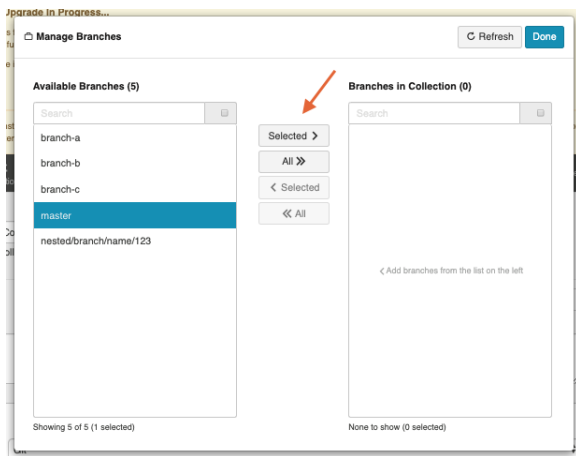 Upgrade In Progress...
Manage Branches
Refresh
Done
Available Branches (5)
Branches in Collection (0)
Search
Search
branch-a
branch-b
branch-c
master
nested/branch/name/123
Selected
All
Selected
All
Add branches from the list on the left
Showing 5 of 5 (1 selected)
None to show (0 selected)